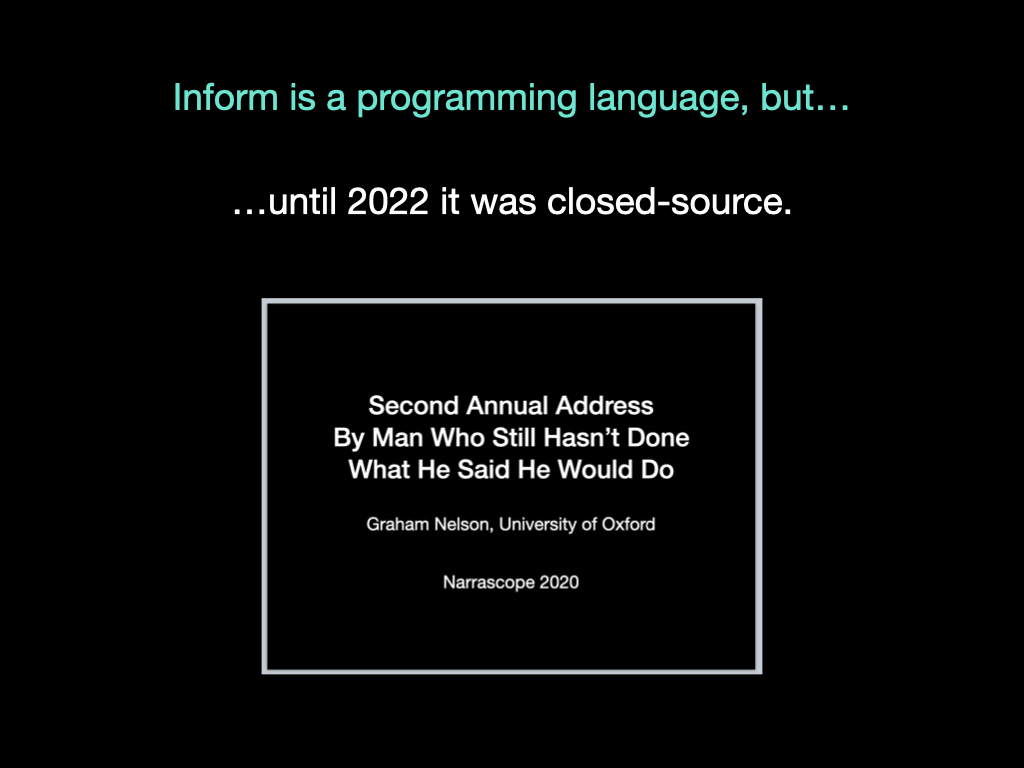 Inform is a programming language, but…
…until 2022 it was closed-source.
Second Annual Address
By Man Who Still Hasn’t Done
What He Said He Would Do
Graham Nelson, University of Oxford
Narrascope 2020